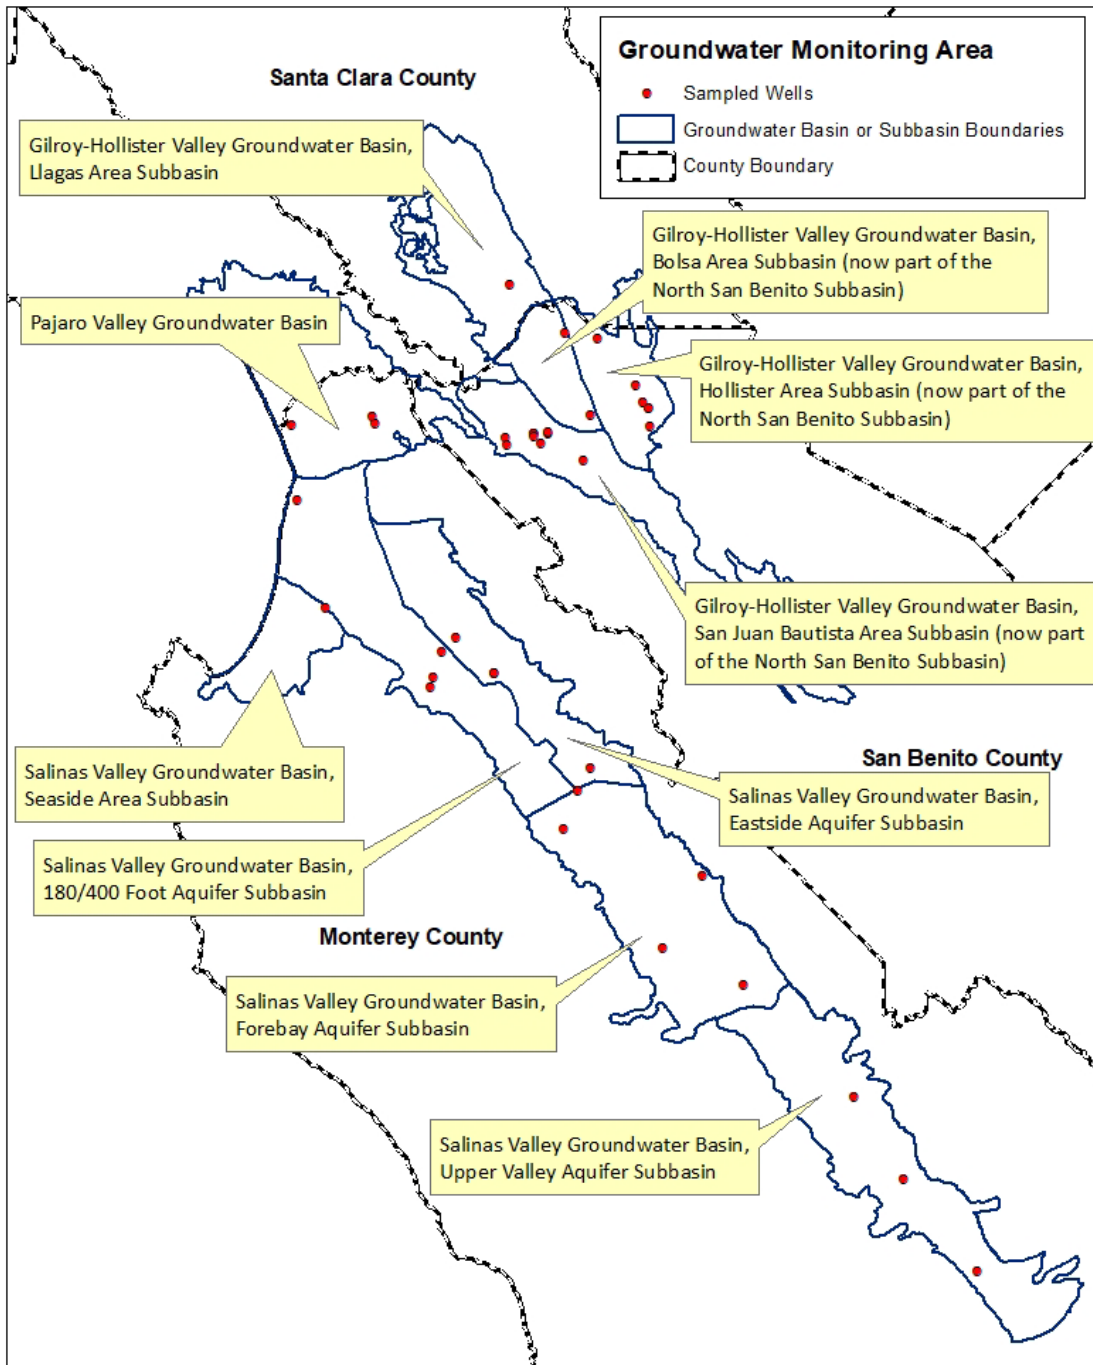 Groundwater Monitoring Area
Sampled Wells
Groundwater Basin or Subbasin Boundaries
County Boundary
Santa Clara County
Gilroy-Hollister Valley Groundwater Basin,
Llagas Area Subbasin
Gilroy-Hollister Valley Groundwater Basin,
Bolsa Area Subbasin (now part of the
North San Benito Subbasin)
Pajaro Valley Groundwater Basin
Gilroy-Hollister Valley Groundwater Basin,
Hollister Area Subbasin (now part of the
North San Benito Subbasin)
Gilroy-Hollister Valley Groundwater Basin,
San Juan Bautista Area Subbasin (now part
of the North San Benito Subbasin)
San Benito County
Salinas Valley Groundwater Basin,
Seaside Area Subbasin
Salinas Valley Groundwater Basin,
Eastside Aquifer Subbasin
Salinas Valley Groundwater Basin,
180/400 Foot Aquifer Subbasin
Monterey County
Salinas Valley Groundwater Basin,
Forebay Aquifer Subbasin
Salinas Valley Groundwater Basin,
Upper Valley Aquifer Subbasin